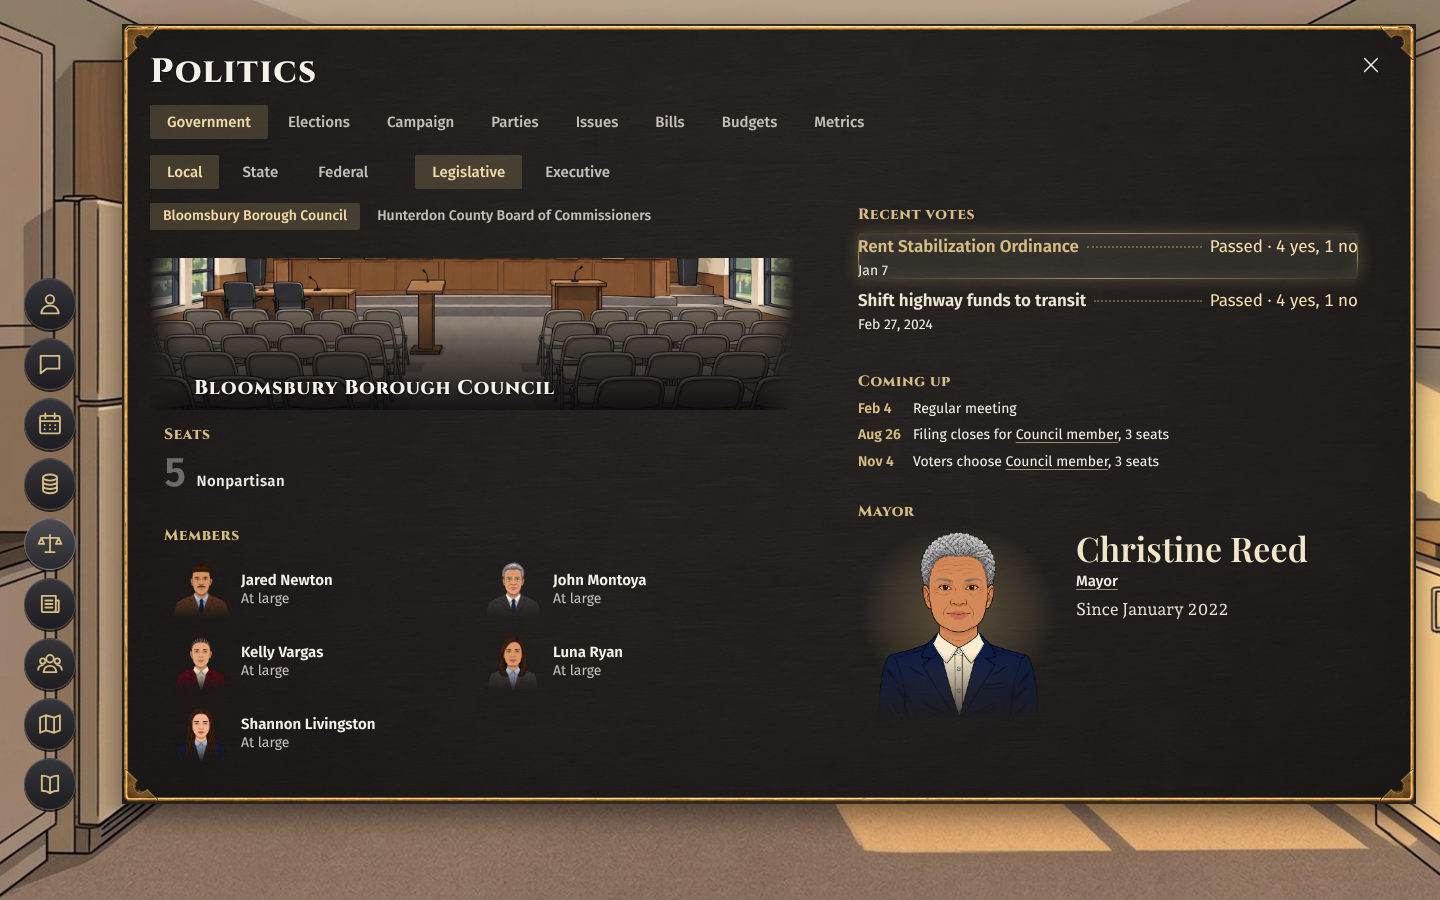 Politics
Government Elections Campaign Parties Issues Bills Budgets Metrics
Local State Federal Legislative Executive
Bloomsbury Borough Council Hunterdon County Board of Commissioners
Bloomsbury Borough Council
Seats
5 Nonpartisan
Members
Jared Newton
At large
John Montoya
At large
Kelly Vargas
At large
Luna Ryan
At large
Shannon Livingston
At large
Recent votes
Rent Stabilization Ordinance Passed · 4 yes, 1 no
Jan 7
Shift highway funds to transit Passed · 4 yes, 1 no
Feb 27, 2024
Coming up
Feb 4 Regular meeting
Aug 26 Filing closes for Council member, 3 seats
Nov 4 Voters choose Council member, 3 seats
Mayor
Christine Reed
Mayor
Since January 2022